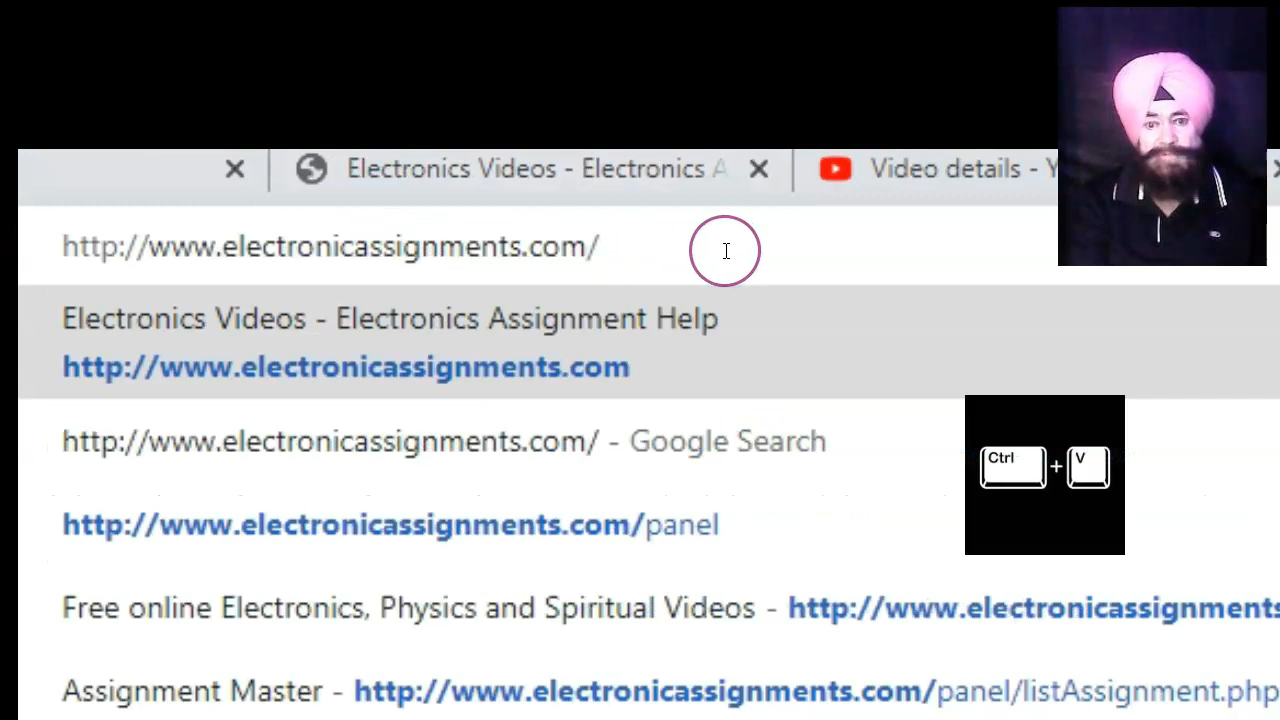 Electronics Videos - Electronics A
Video details - Y
http://www.electronicassignments.com/
Electronics Videos - Electronics Assignment Help
http://www.electronicassignments.com
http://www.electronicassignments.com/ - Google Search
Ctrl + V
http://www.electronicassignments.com/panel
Free online Electronics, Physics and Spiritual Videos - http://www.electronicassignments
Assignment Master - http://www.electronicassignments.com/panel/listAssignment.php